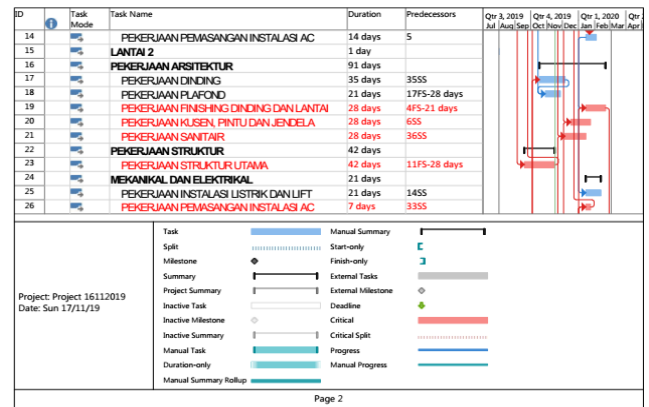 ID Task Mode Task Name Duration Predecessors Qtr 3, 2019 Qtr 4, 2019 Qtr 1, 2020 Qtr
Jul Aug Sep Oct Nov Dec Jan Feb Mar Apr
14 PEKERJAAN PEMASANGAN INSTALASI AC 14 days 5
15 LANTAI 2 1 day
16 PEKERJAAN ARSITEKTUR 91 days
17 PEKERJAAN DINDING 35 days 35SS
18 PEKERJAAN PLAFOND 21 days 17FS-28 days
19 PEKERJAAN FINISHING DINDING DAN LANTAI 28 days 4FS-21 days
20 PEKERJAAN KUSEN, PINTU DAN JENDELA 28 days 6SS
21 PEKERJAAN SANITAIR 28 days 36SS
22 PEKERJAAN STRUKTUR 42 days
23 PEKERJAAN STRUKTUR UTAMA 42 days 11FS-28 days
24 MEKANIKAL DAN ELEKTRIKAL 21 days
25 PEKERJAAN INSTALASI LISTRIK DAN LIFT 21 days 14SS
26 PEKERJAAN PEMASANGAN INSTALASI AC 7 days 33SS
Project: Project 16112019
Date: Sun 17/11/19
Task Manual Summary
Split Start-only
Milestone Finish-only
Summary External Tasks
Project Summary External Milestone
Inactive Task Deadline
Inactive Milestone Critical
Inactive Summary Critical Split
Manual Task Progress
Duration-only Manual Progress
Manual Summary Rollup
Page 2